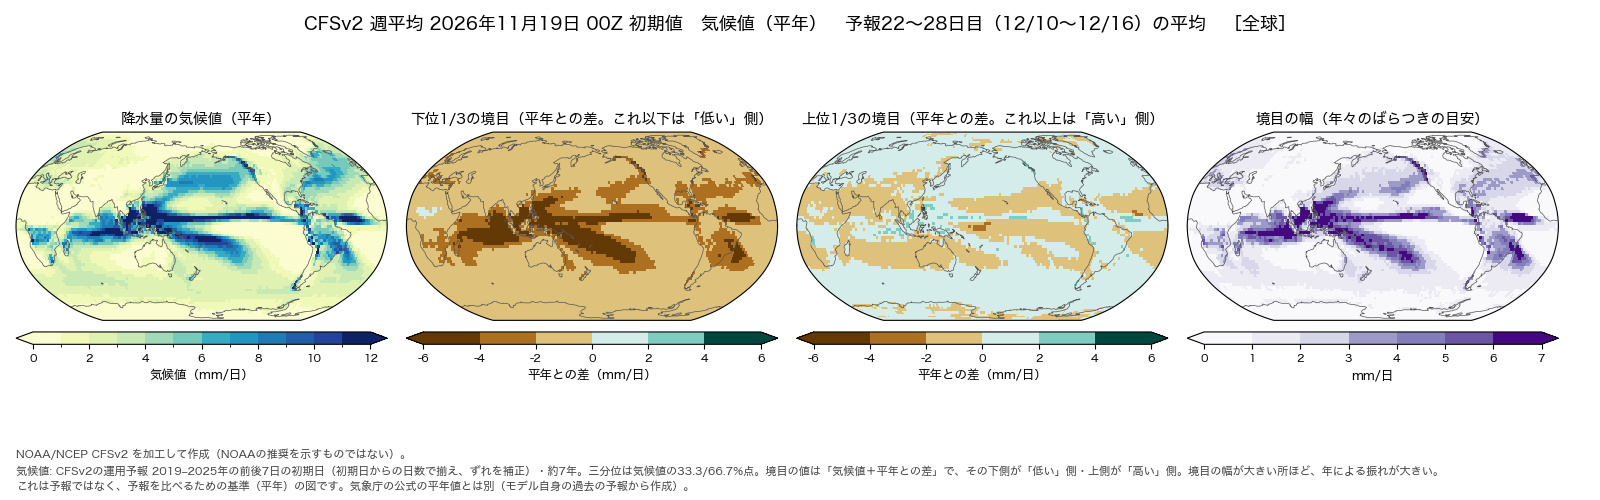 CFSv2 週平均 2026年11月19日 00Z 初期値　気候値（平年）　予報22～28日目（12/10～12/16）の平均　［全球］
降水量の気候値（平年）
下位1/3の境目（平年との差。これ以下は「低い」側）
上位1/3の境目（平年との差。これ以上は「高い」側）
境目の幅（年々のばらつきの目安）
0 2 4 6 8 10 12
-6 -4 -2 0 2 4 6
-6 -4 -2 0 2 4 6
0 1 2 3 4 5 6 7
気候値（mm/日）
平年との差（mm/日）
平年との差（mm/日）
mm/日
NOAA/NCEP CFSv2 を加工して作成（NOAAの推奨を示すものではない）。
気候値: CFSv2の運用予報 2019–2025年の前後7日の初期日（初期日からの日数で揃え、ずれを補正）・約7年。三分位は気候値の33.3/66.7%点。境目の値は「気候値＋平年との差」で、その下側が「低い」側・上側が「高い」側。境目の幅が大きい所ほど、年による振れが大きい。
これは予報ではなく、予報を比べるための基準（平年）の図です。気象庁の公式の平年値とは別（モデル自身の過去の予報から作成）。